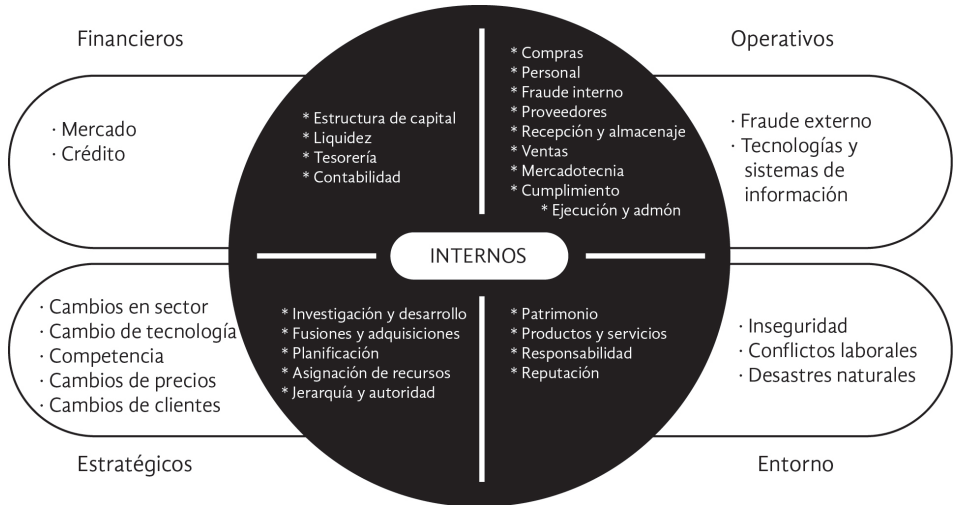 Financieros
· Mercado
· Crédito
* Estructura de capital
* Liquidez
* Tesorería
* Contabilidad
Operativos
* Compras
* Personal
* Fraude interno
* Proveedores
* Recepción y almacenaje
* Ventas
* Mercadotecnia
* Cumplimiento
* Ejecución y admón
· Fraude externo
· Tecnologías y
sistemas de
información
INTERNOS
· Cambios en sector
· Cambio de tecnología
· Competencia
· Cambios de precios
· Cambios de clientes
Estratégicos
* Investigación y desarrollo
* Fusiones y adquisiciones
* Planificación
* Asignación de recursos
* Jerarquía y autoridad
* Patrimonio
* Productos y servicios
* Responsabilidad
* Reputación
· Inseguridad
· Conflictos laborales
· Desastres naturales
Entorno